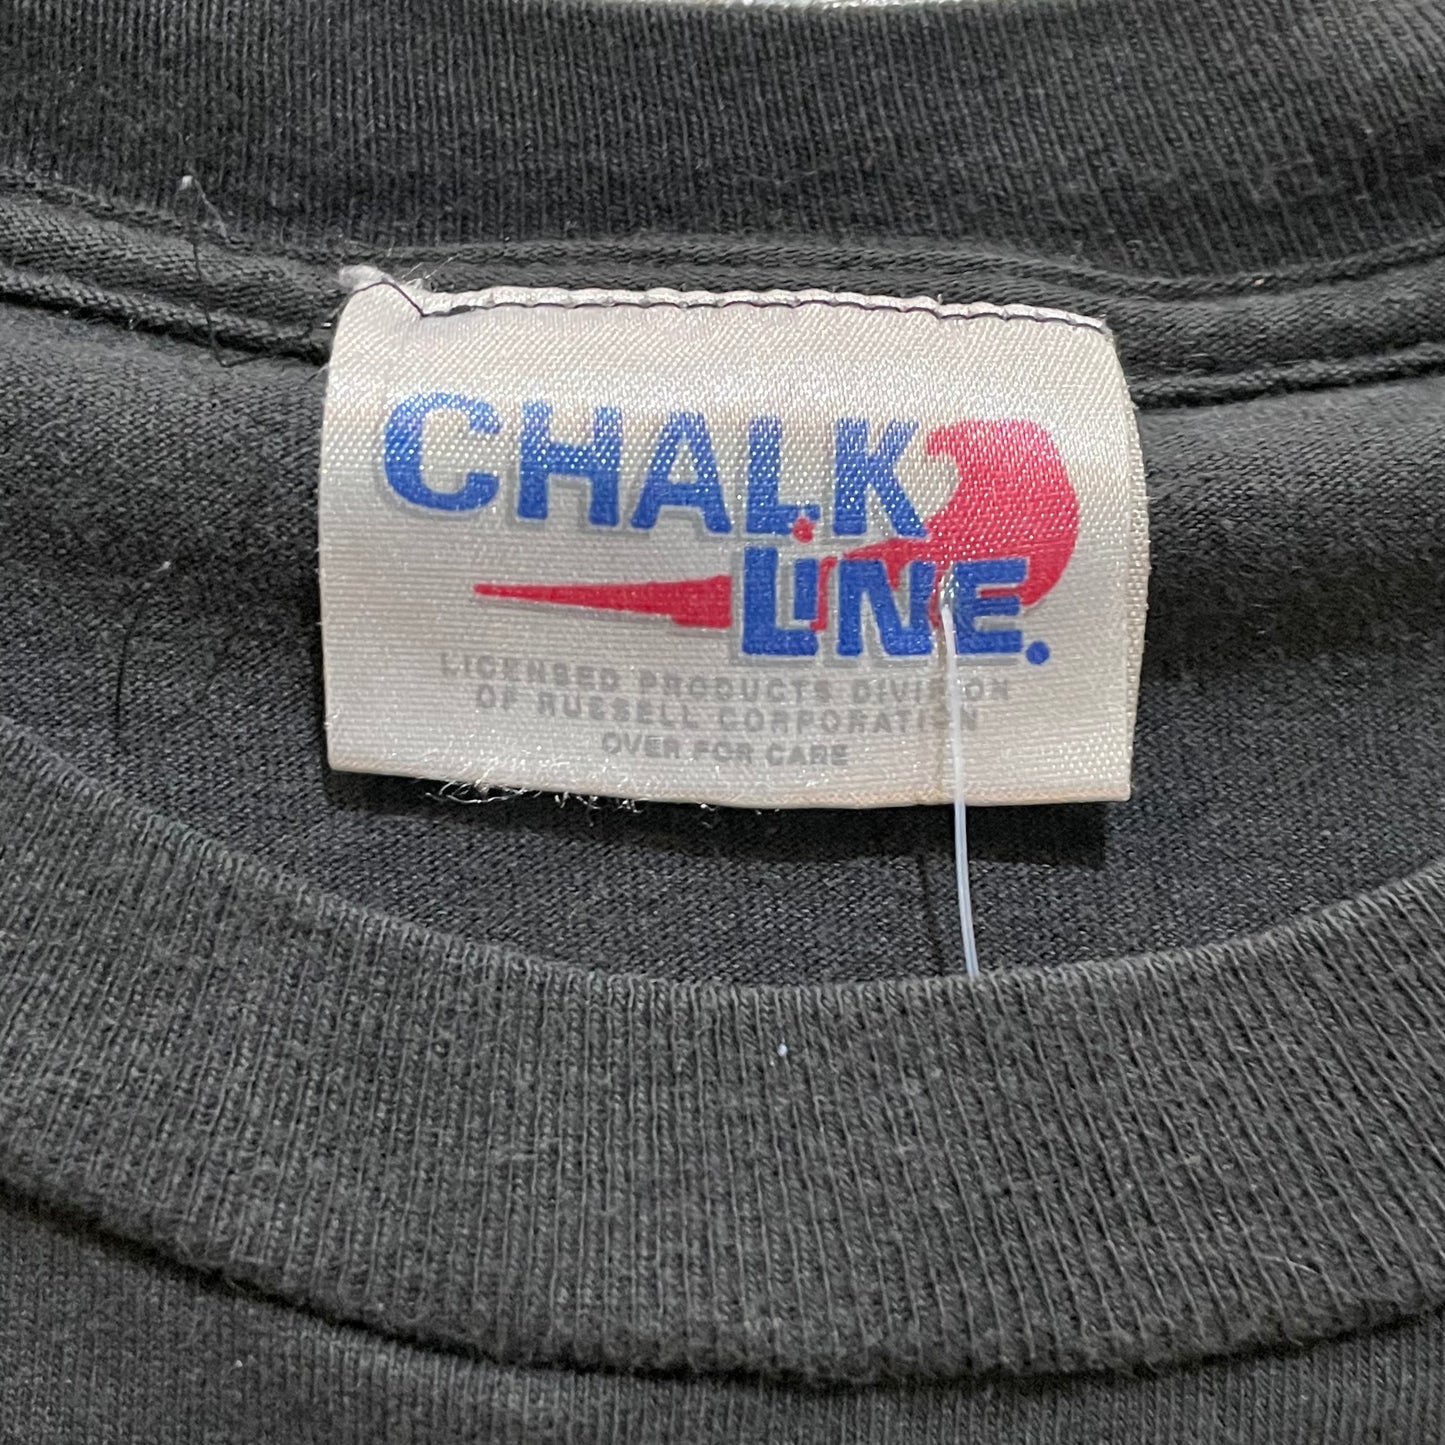 CHALK
LINE.
LICENSED PRODUCTS DIVISION
OF RUSSELL CORPORATION
OVER FOR CARE